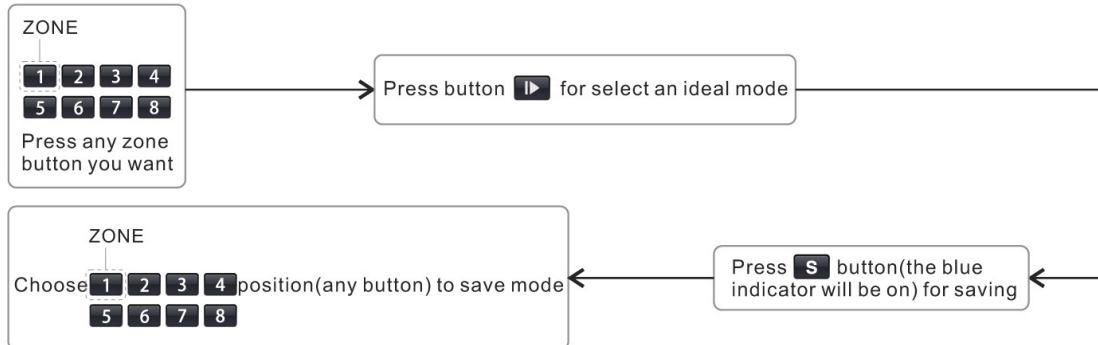 ZONE
1 2 3 4
5 6 7 8
Press any zone
button you want
Press button for select an ideal mode
Press S button(the blue
indicator will be on) for saving
ZONE
Choose 1 2 3 4 position(any button) to save mode
5 6 7 8